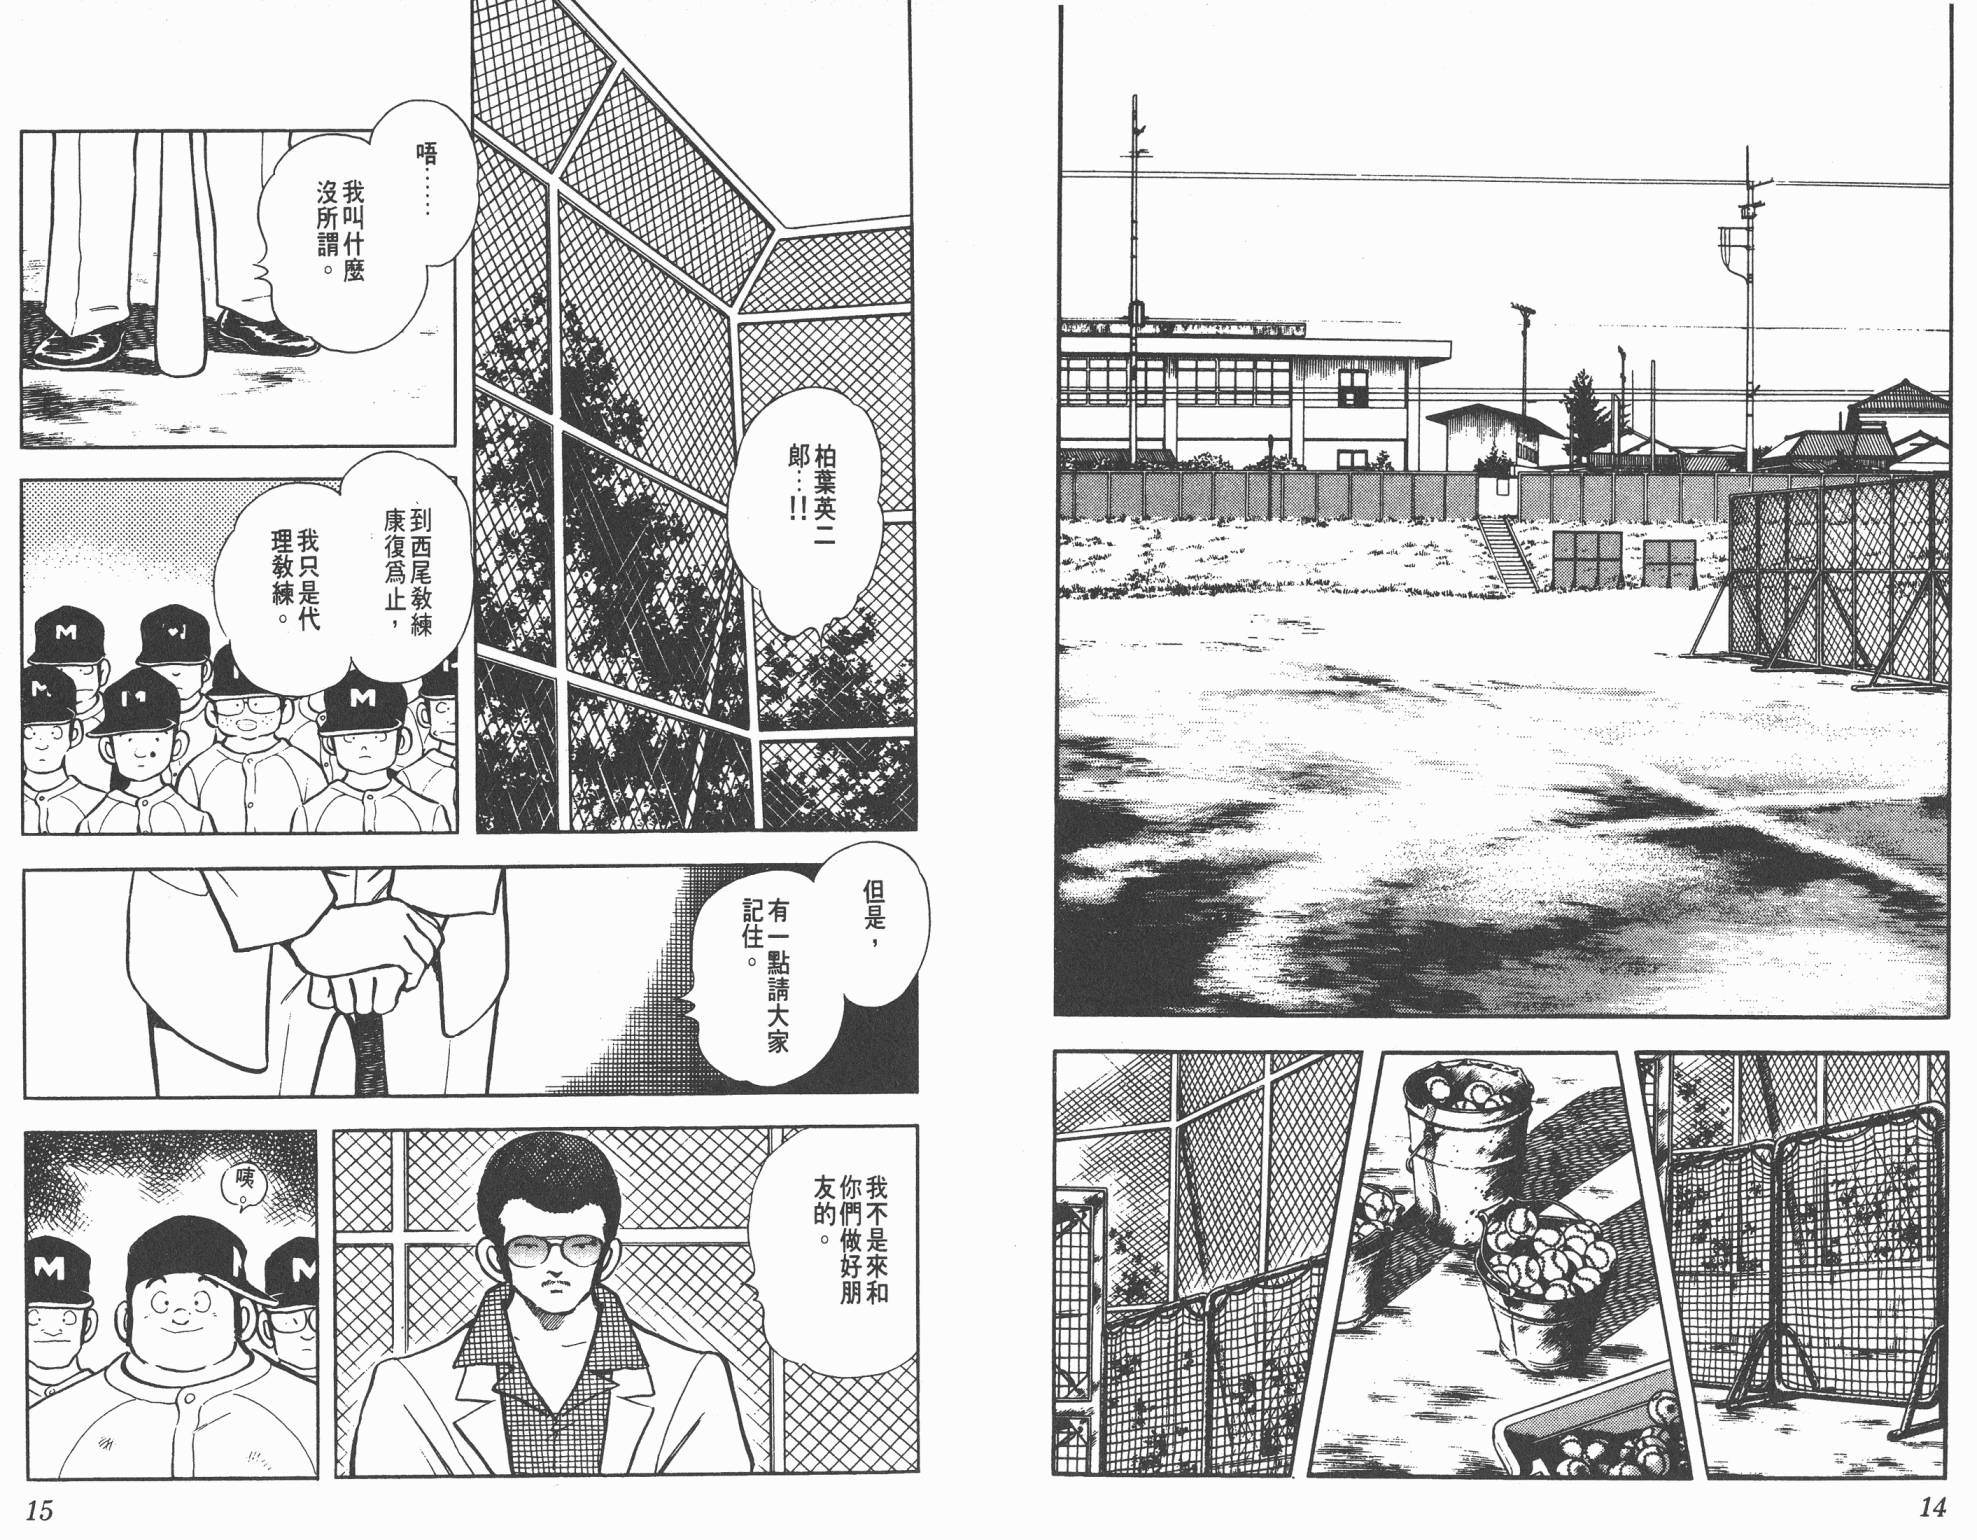 柏葉英二
郎…!!
唔……
我叫什麼
沒所謂。
到西尾教練
康復爲止，
我只是代
理教練。
M
M
M
M
但是，
有一點請大家
記住。
我不是來和
你們做好朋
友的。
咦。
M
M
15
14